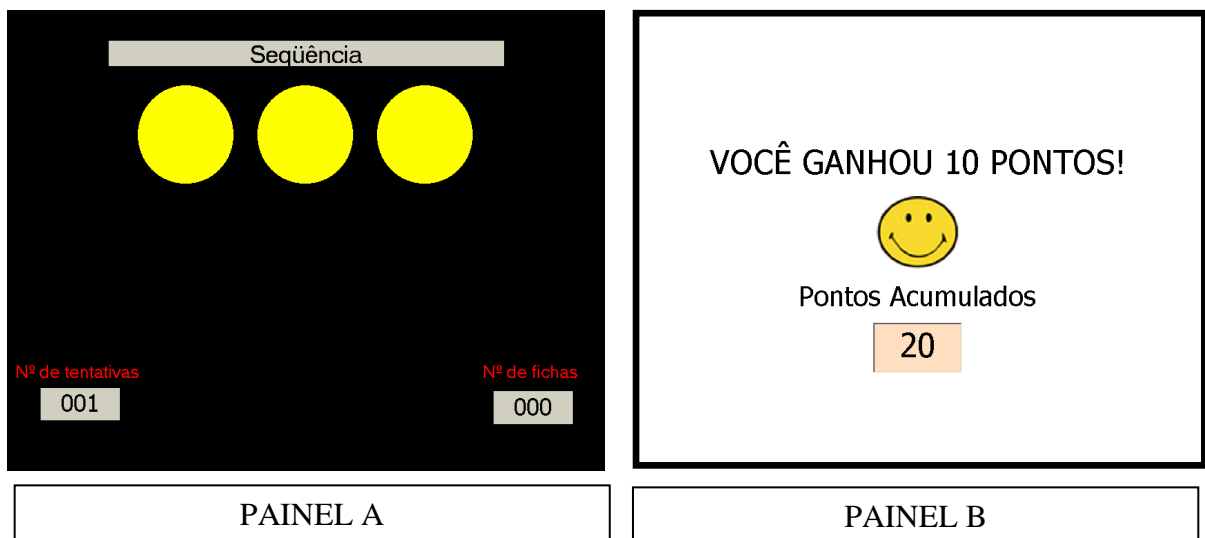 Seqüência
Nº de tentativas
001
Nº de fichas
000
PAINEL A
VOCÊ GANHOU 10 PONTOS!
Pontos Acumulados
20
PAINEL B